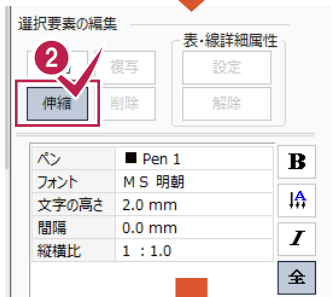 選択要素の編集
表・線詳細属性
2
複写
設定
伸縮
削除
解除
ペン
■ Pen 1
B
フォント
ＭＳ 明朝
文字の高さ
2.0 mm
A
間隔
0.0 mm
I
縦横比
1 ：1.0
全